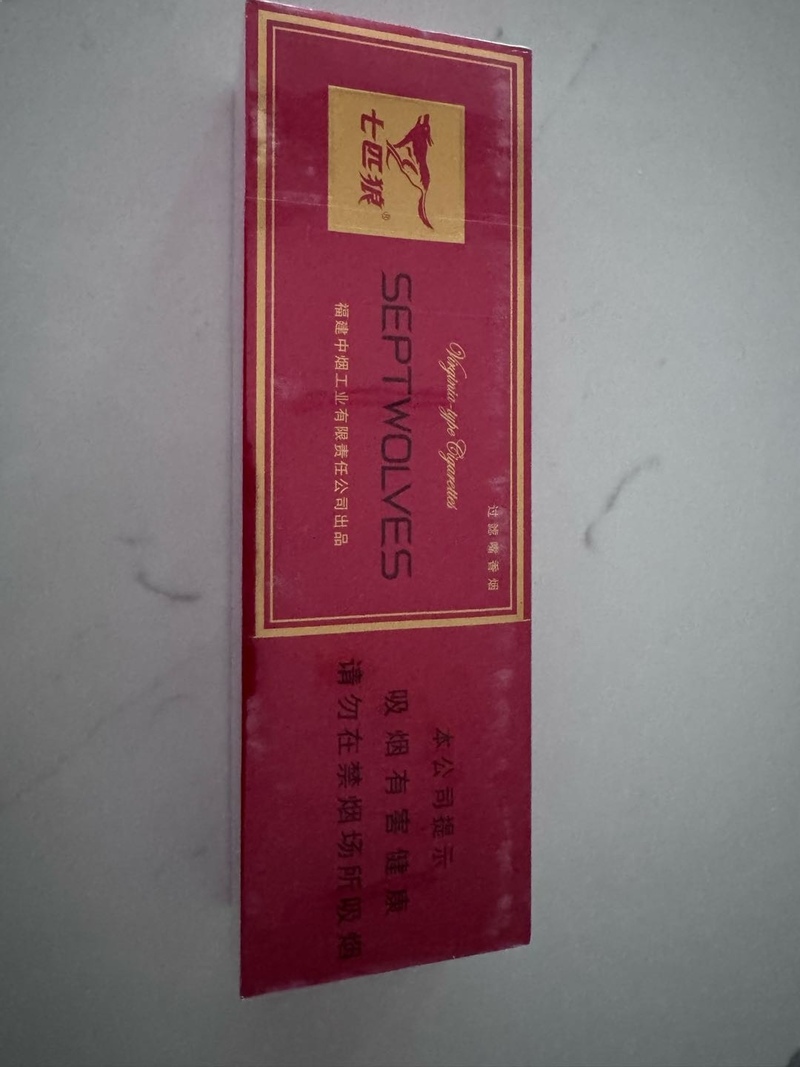 过滤嘴香烟
七匹狼®
Virginia-type Cigarettes
SEPTWOLVES
福建中烟工业有限责任公司出品
本公司提示
吸烟有害健康
请勿在禁烟场所吸烟